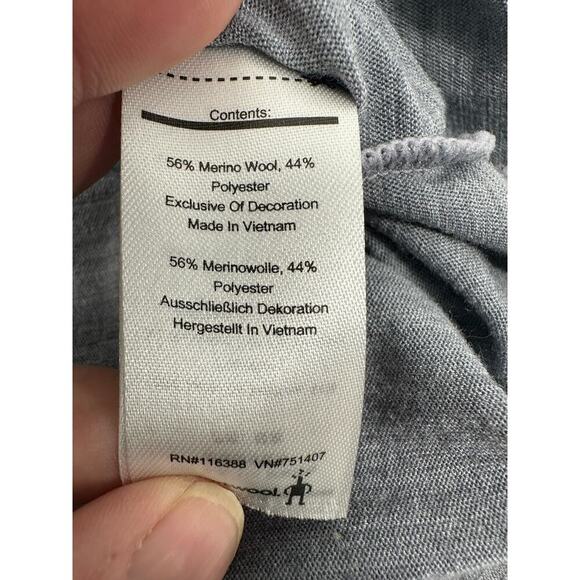 Contents:
56% Merino Wool, 44%
Polyester
Exclusive Of Decoration
Made In Vietnam
56% Merinowolle, 44%
Polyester
Ausschließlich Dekoration
Hergestellt In Vietnam
RN#116388 VN#751407